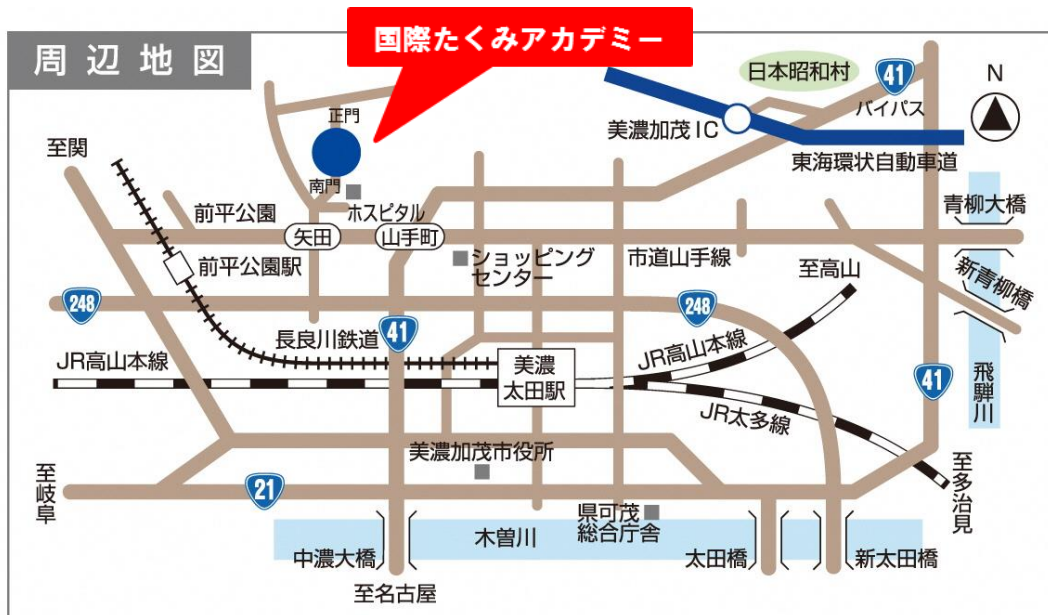 周辺地図
国際たくみアカデミー
日本昭和村
41
バイパス
N
美濃加茂IC
東海環状自動車道
正門
至関
南門
ホスピタル
前平公園
矢田
山手町
青柳大橋
前平公園駅
ショッピング
センター
市道山手線
至高山
新青柳橋
248
248
長良川鉄道
41
JR高山本線
JR高山本線
美濃
太田駅
41
飛騨川
JR太多線
美濃加茂市役所
至岐阜
21
至多治見
県可茂
総合庁舎
木曽川
中濃大橋
太田橋
新太田橋
至名古屋